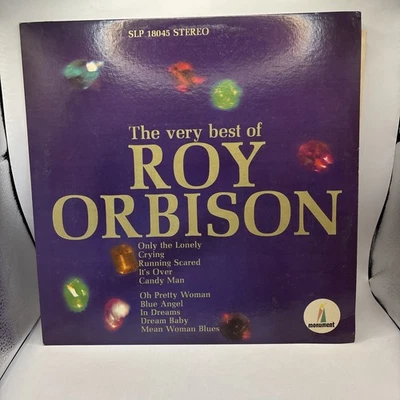 SLP 18045 STEREO
The very best of
ROY
ORBISON
Only the Lonely
Crying
Running Scared
It's Over
Candy Man
Oh Pretty Woman
Blue Angel
In Dreams
Dream Baby
Mean Woman Blues
monument